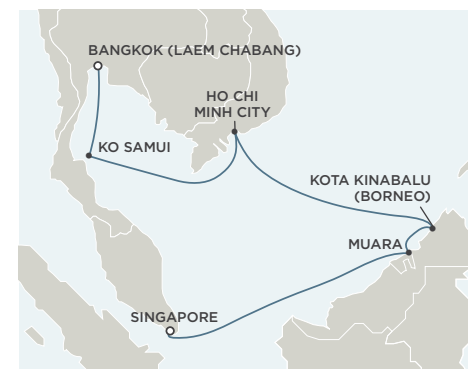 BANGKOK (LAEM CHABANG)
HO CHI
MINH CITY
KO SAMUI
KOTA KINABALU
(BORNEO)
MUARA
SINGAPORE